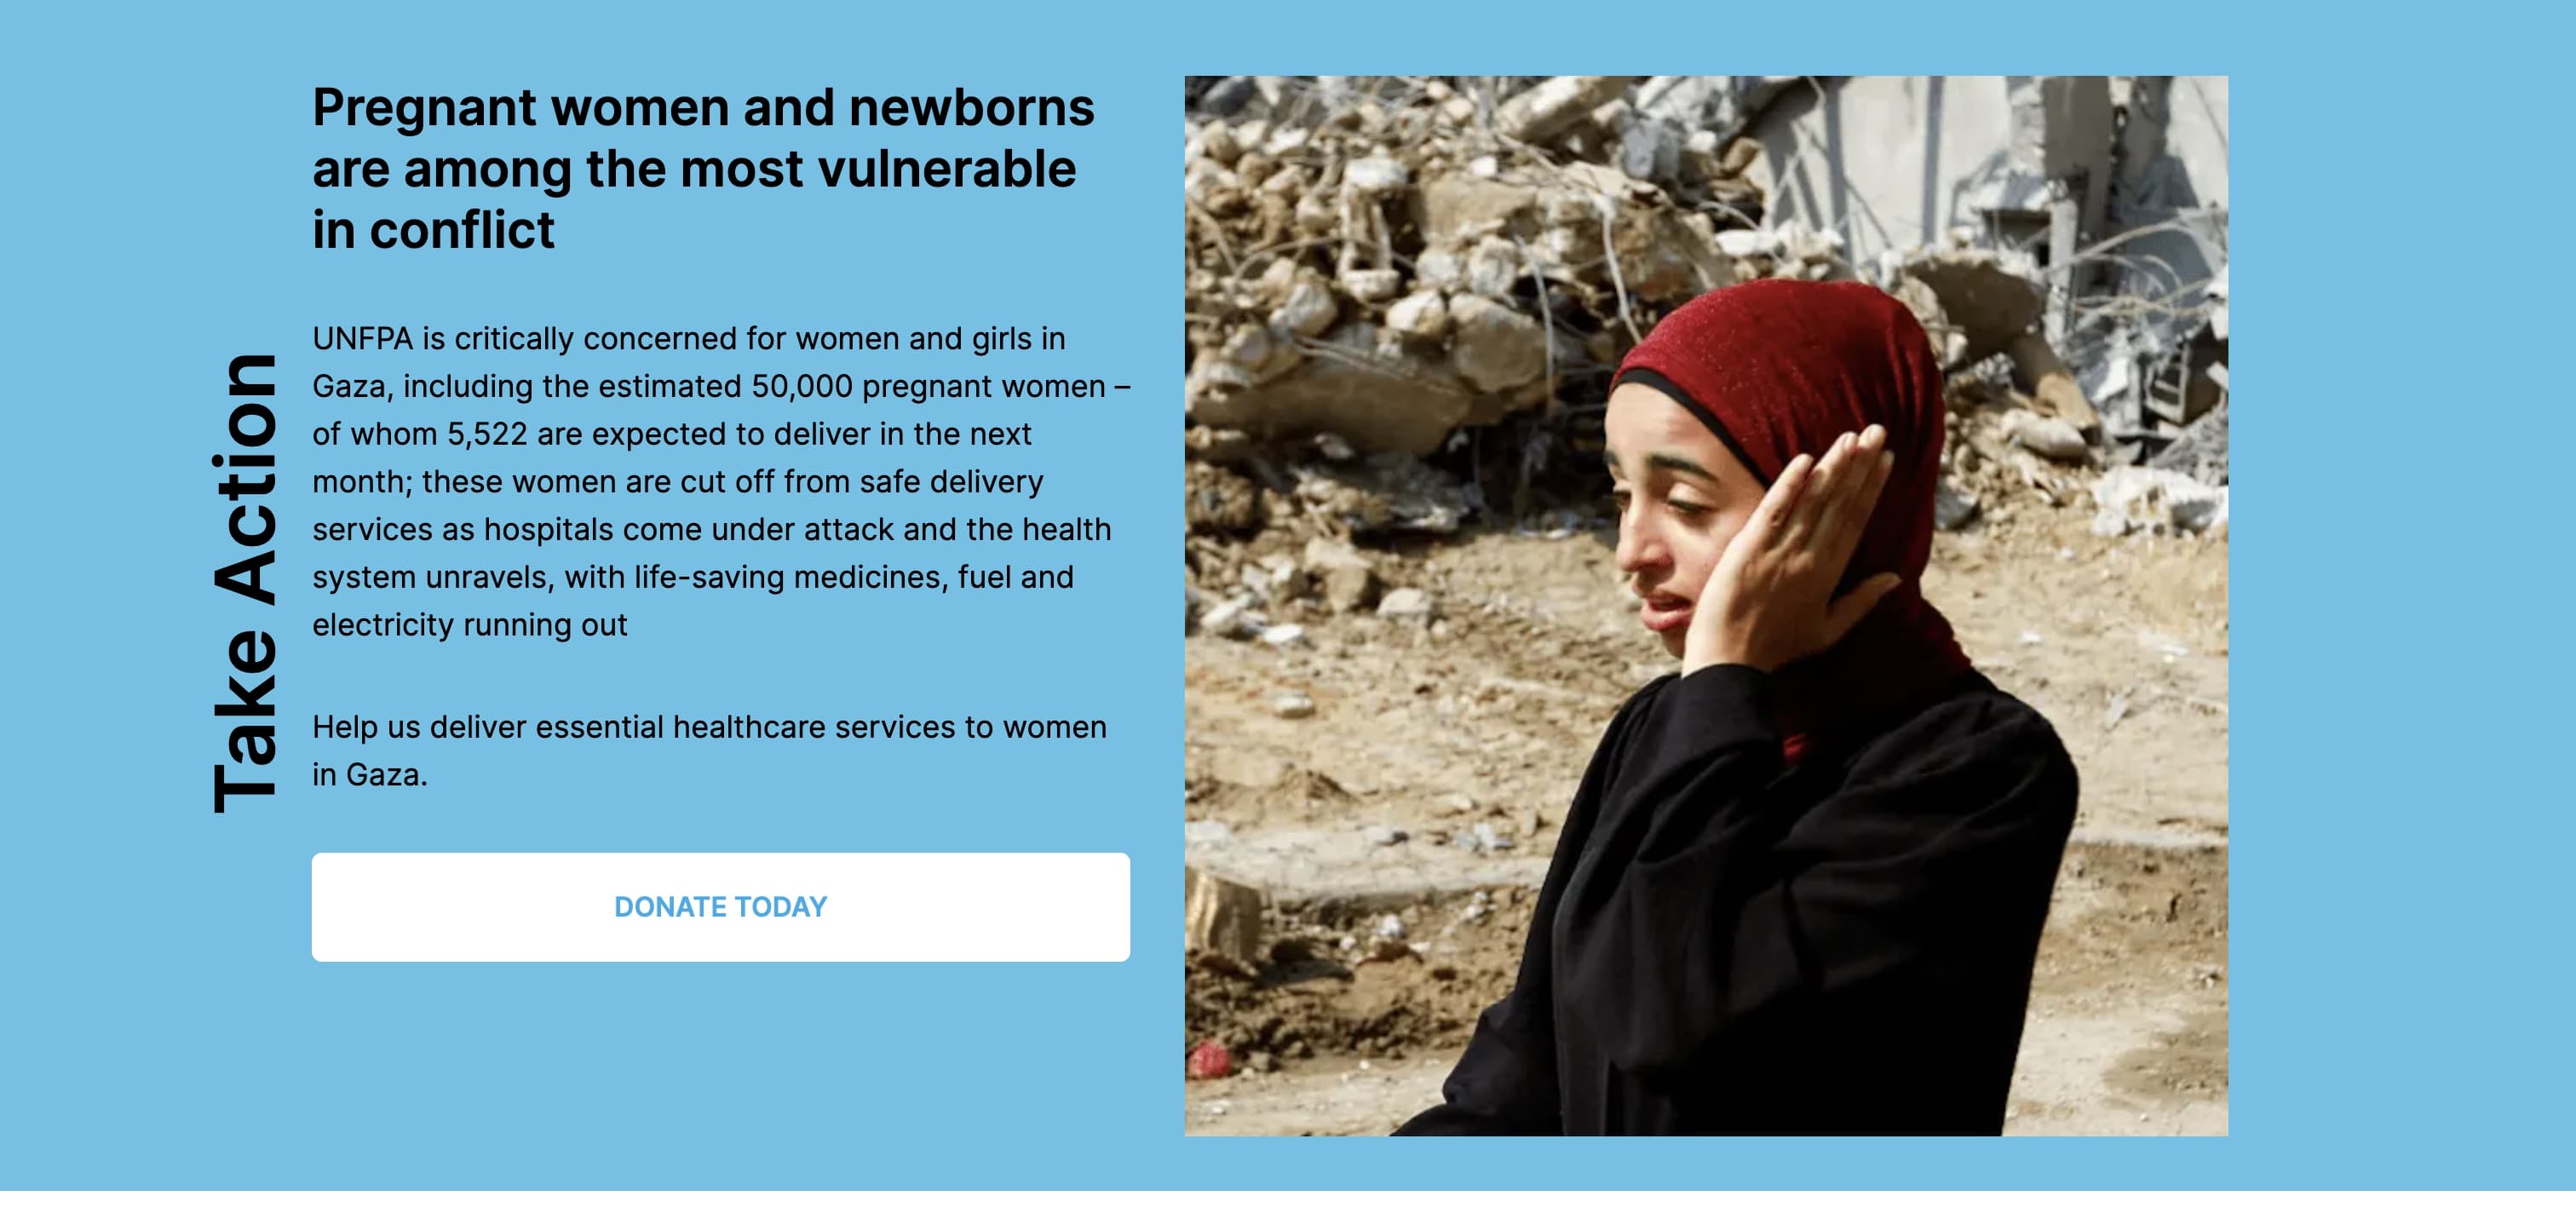 Take Action
Pregnant women and newborns
are among the most vulnerable
in conflict
UNFPA is critically concerned for women and girls in
Gaza, including the estimated 50,000 pregnant women –
of whom 5,522 are expected to deliver in the next
month; these women are cut off from safe delivery
services as hospitals come under attack and the health
system unravels, with life-saving medicines, fuel and
electricity running out
Help us deliver essential healthcare services to women
in Gaza.
DONATE TODAY